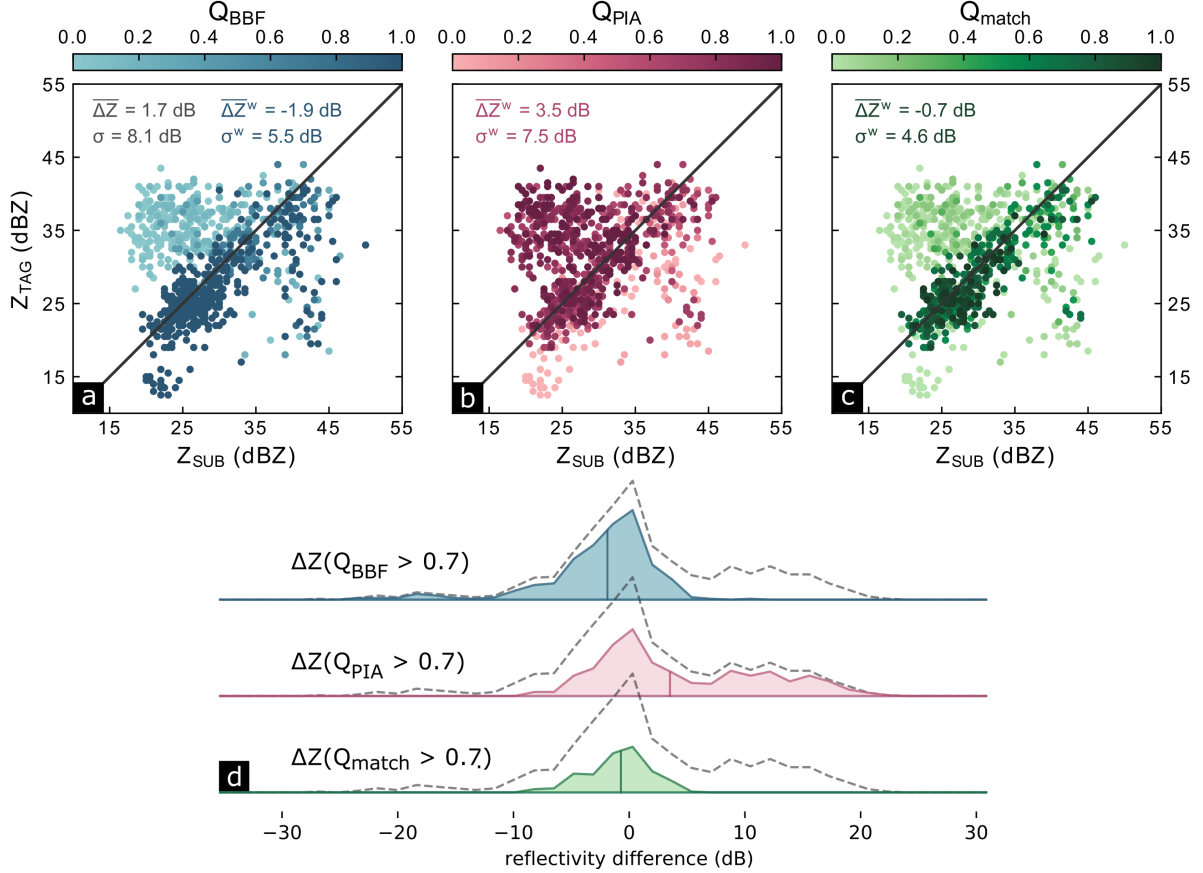 Q_BBF Q_PIA Q_match
0.0 0.2 0.4 0.6 0.8 1.0 0.0 0.2 0.4 0.6 0.8 1.0 0.0 0.2 0.4 0.6 0.8 1.0
55 55
ΔZ̅ = 1.7 dB ΔZ̅ʷ = -1.9 dB ΔZ̅ʷ = 3.5 dB ΔZ̅ʷ = -0.7 dB
σ = 8.1 dB σʷ = 5.5 dB σʷ = 7.5 dB σʷ = 4.6 dB
45 45
35 35
Z_TAG (dBZ)
25 25
15 15
a b c
15 25 35 45 55 15 25 35 45 55 15 25 35 45 55
Z_SUB (dBZ) Z_SUB (dBZ) Z_SUB (dBZ)
ΔZ(Q_BBF > 0.7)
ΔZ(Q_PIA > 0.7)
ΔZ(Q_match > 0.7)
d
−30 −20 −10 0 10 20 30
reflectivity difference (dB)